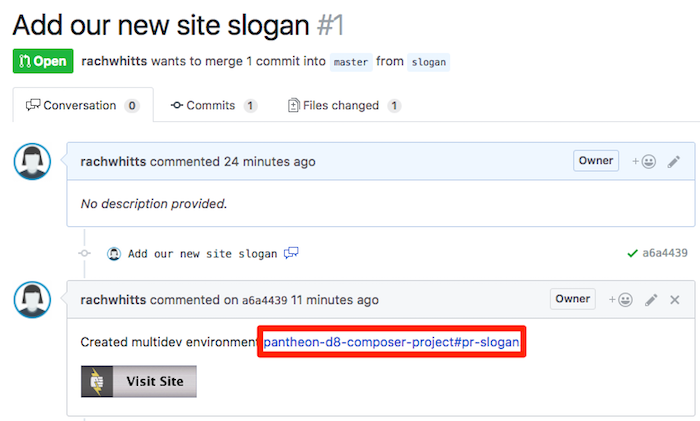 Add our new site slogan #1
Open rachwhitts wants to merge 1 commit into master from slogan
Conversation 0 Commits 1 Files changed 1
rachwhitts commented 24 minutes ago Owner
No description provided.
Add our new site slogan a6a4439
rachwhitts commented on a6a4439 11 minutes ago Owner
Created multidev environment pantheon-d8-composer-project#pr-slogan
Visit Site